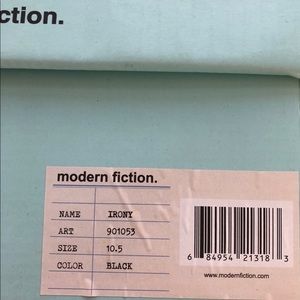 ction.
modern fiction.
NAME IRONY
ART 901053
SIZE 10.5
COLOR BLACK
6 84954 21318 3
www.modernfiction.com